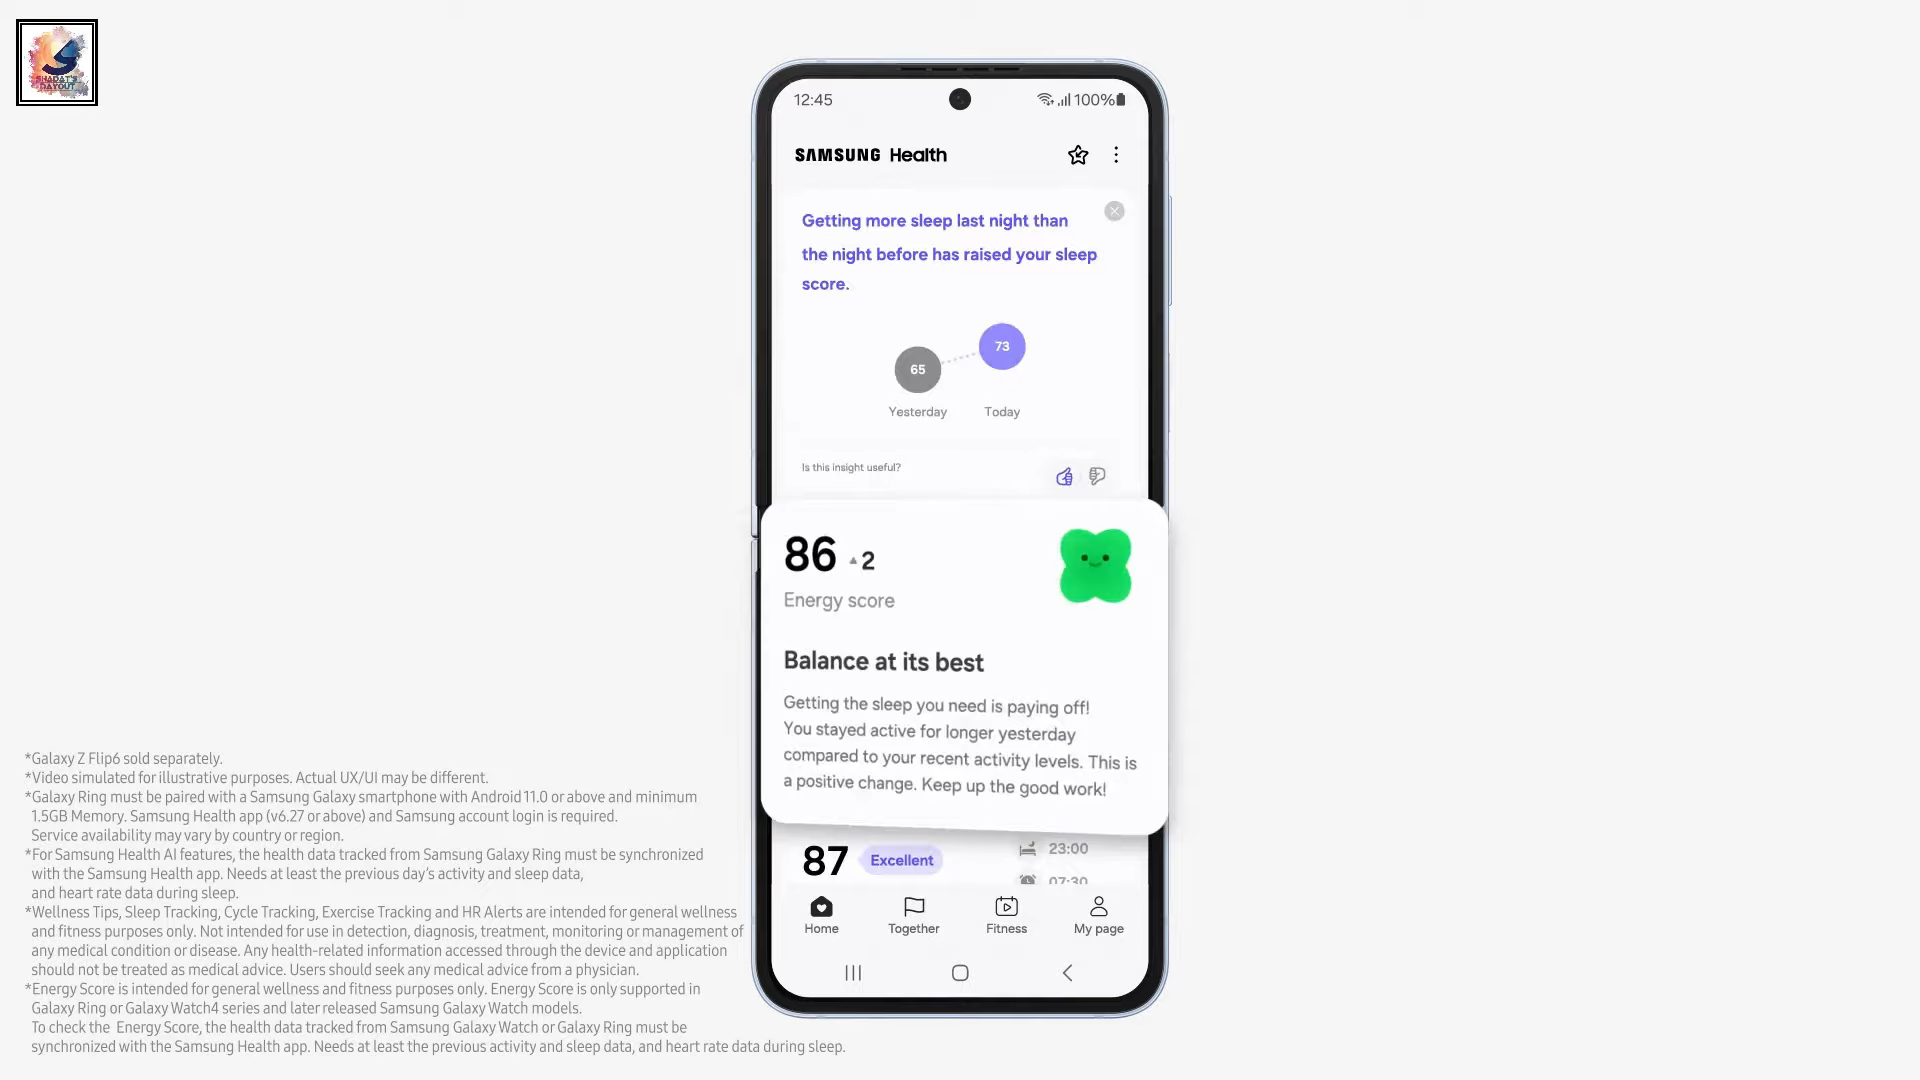 SHARAT'S
DAYOUT
12:45
100%
SAMSUNG Health
Getting more sleep last night than
the night before has raised your sleep
score.
65
73
Yesterday
Today
Is this insight useful?
86 ▲2
Energy score
Balance at its best
Getting the sleep you need is paying off!
You stayed active for longer yesterday
compared to your recent activity levels. This is
a positive change. Keep up the good work!
87
Excellent
23:00
07:30
Home
Together
Fitness
My page
*Galaxy Z Flip6 sold separately.
*Video simulated for illustrative purposes. Actual UX/UI may be different.
*Galaxy Ring must be paired with a Samsung Galaxy smartphone with Android 11.0 or above and minimum
1.5GB Memory. Samsung Health app (v6.27 or above) and Samsung account login is required.
Service availability may vary by country or region.
*For Samsung Health AI features, the health data tracked from Samsung Galaxy Ring must be synchronized
with the Samsung Health app. Needs at least the previous day's activity and sleep data,
and heart rate data during sleep.
*Wellness Tips, Sleep Tracking, Cycle Tracking, Exercise Tracking and HR Alerts are intended for general wellness
and fitness purposes only. Not intended for use in detection, diagnosis, treatment, monitoring or management of
any medical condition or disease. Any health-related information accessed through the device and application
should not be treated as medical advice. Users should seek any medical advice from a physician.
*Energy Score is intended for general wellness and fitness purposes only. Energy Score is only supported in
Galaxy Ring or Galaxy Watch4 series and later released Samsung Galaxy Watch models.
To check the Energy Score, the health data tracked from Samsung Galaxy Watch or Galaxy Ring must be
synchronized with the Samsung Health app. Needs at least the previous activity and sleep data, and heart rate data during sleep.